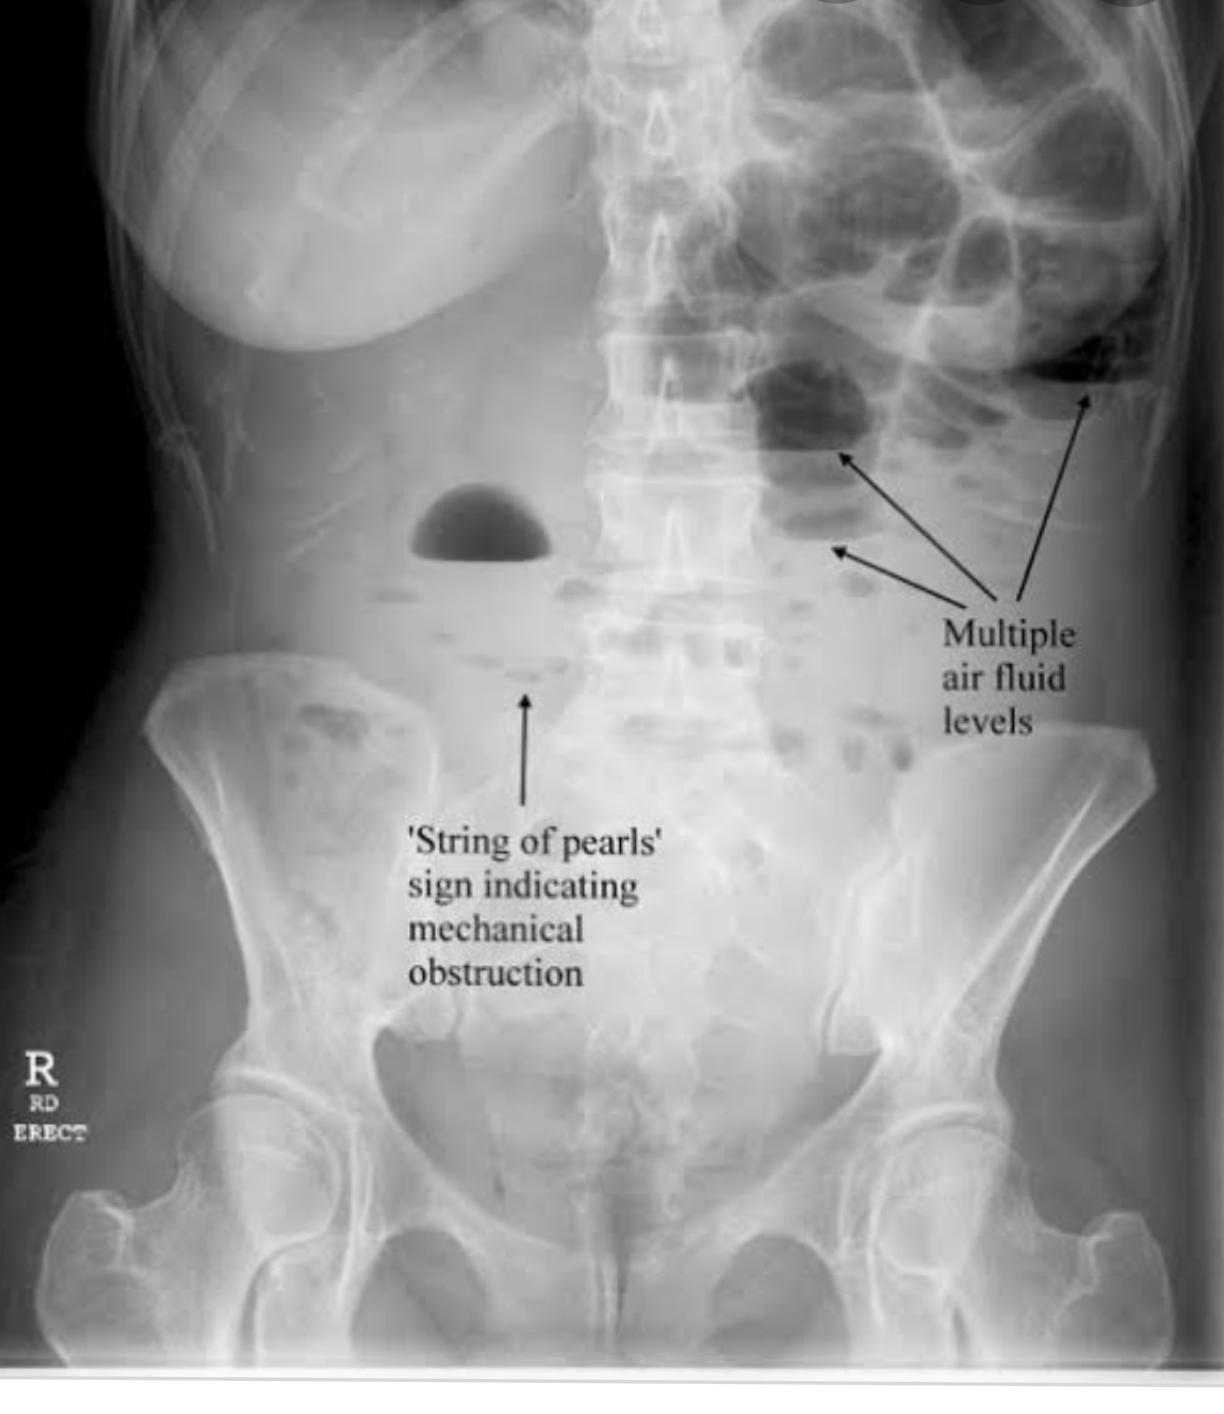 Multiple
air fluid
levels
'String of pearls'
sign indicating
mechanical
obstruction
R
RD
ERECT